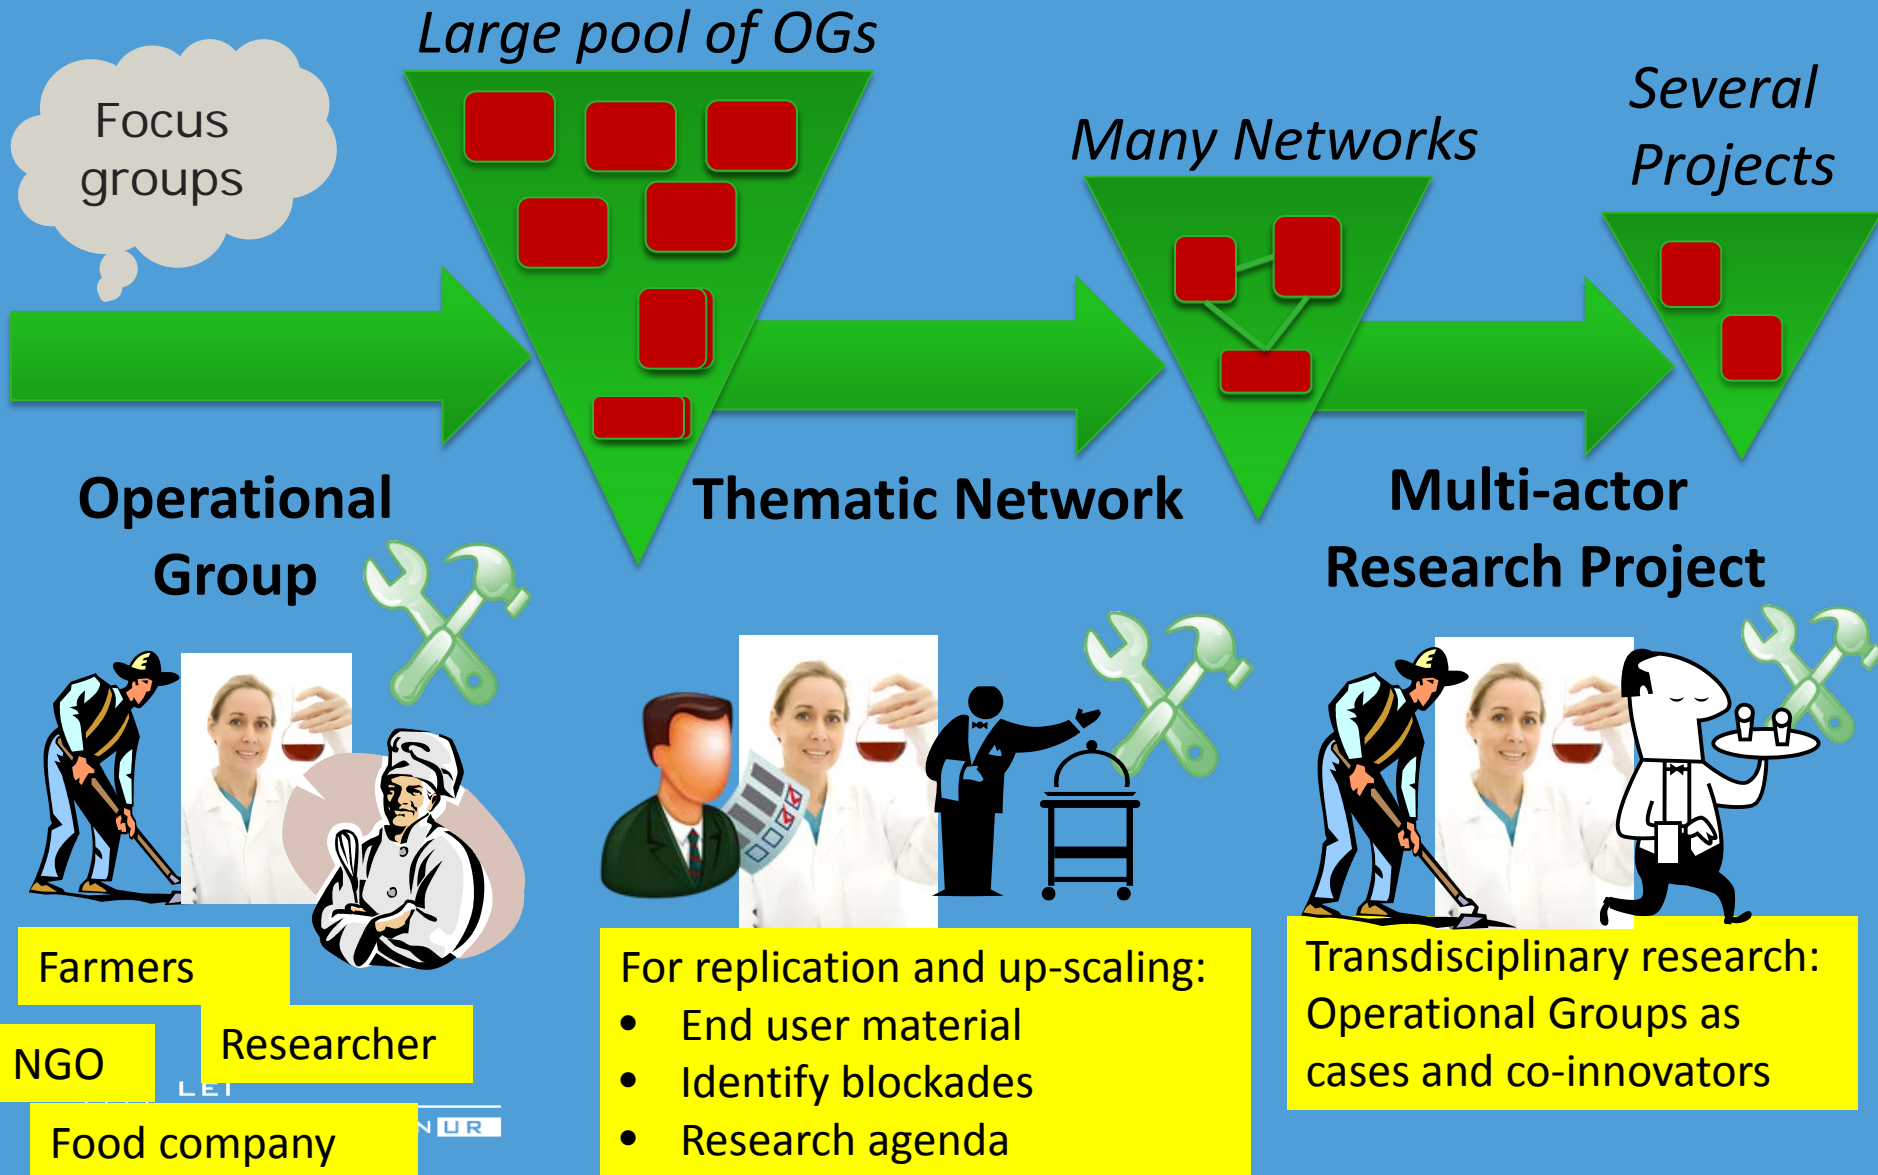 Large pool of OGs
Focus
groups
Many Networks
Several
Projects
Operational
Group
Thematic Network
Multi-actor
Research Project
Farmers
Researcher
NGO
LEI
UR
Food company
For replication and up-scaling:
• End user material
• Identify blockades
• Research agenda
Transdisciplinary research:
Operational Groups as
cases and co-innovators